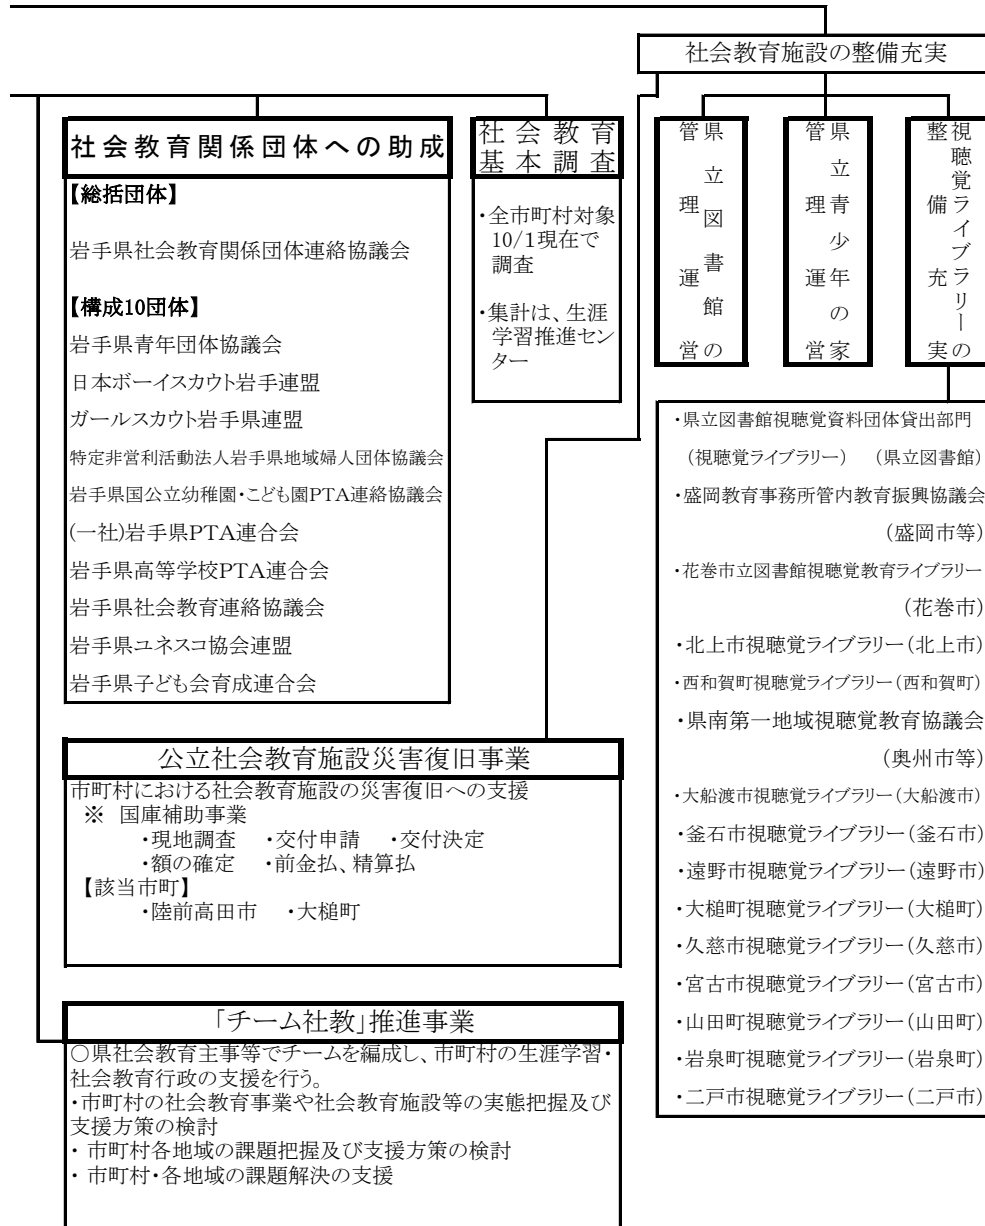 社会教育施設の整備充実
社会教育関係団体への助成
【総括団体】
岩手県社会教育関係団体連絡協議会
【構成10団体】
岩手県青年団体協議会
日本ボーイスカウト岩手連盟
ガールスカウト岩手県連盟
特定非営利活動法人岩手県地域婦人団体協議会
岩手県国公立幼稚園・こども園PTA連絡協議会
(一社)岩手県PTA連合会
岩手県高等学校PTA連合会
岩手県社会教育連絡協議会
岩手県ユネスコ協会連盟
岩手県子ども会育成連合会
社会教育
基本調査
・全市町村対象
10/1現在で
調査
・集計は、生涯
学習推進セン
ター
県立図書館の
管理運営
県立青少年の家
管理運営
視聴覚ライブラリーの
整備充実
・県立図書館視聴覚資料団体貸出部門
(視聴覚ライブラリー) (県立図書館)
・盛岡教育事務所管内教育振興協議会
(盛岡市等)
・花巻市立図書館視聴覚教育ライブラリー
(花巻市)
・北上市視聴覚ライブラリー(北上市)
・西和賀町視聴覚ライブラリー(西和賀町)
・県南第一地域視聴覚教育協議会
(奥州市等)
・大船渡市視聴覚ライブラリー(大船渡市)
・釜石市視聴覚ライブラリー(釜石市)
・遠野市視聴覚ライブラリー(遠野市)
・大槌町視聴覚ライブラリー(大槌町)
・久慈市視聴覚ライブラリー(久慈市)
・宮古市視聴覚ライブラリー(宮古市)
・山田町視聴覚ライブラリー(山田町)
・岩泉町視聴覚ライブラリー(岩泉町)
・二戸市視聴覚ライブラリー(二戸市)
公立社会教育施設災害復旧事業
市町村における社会教育施設の災害復旧への支援
※ 国庫補助事業
・現地調査 ・交付申請 ・交付決定
・額の確定 ・前金払、精算払
【該当市町】
・陸前高田市 ・大槌町
「チーム社教」推進事業
○県社会教育主事等でチームを編成し、市町村の生涯学習・
社会教育行政の支援を行う。
・市町村の社会教育事業や社会教育施設等の実態把握及び
支援方策の検討
・ 市町村各地域の課題把握及び支援方策の検討
・ 市町村・各地域の課題解決の支援